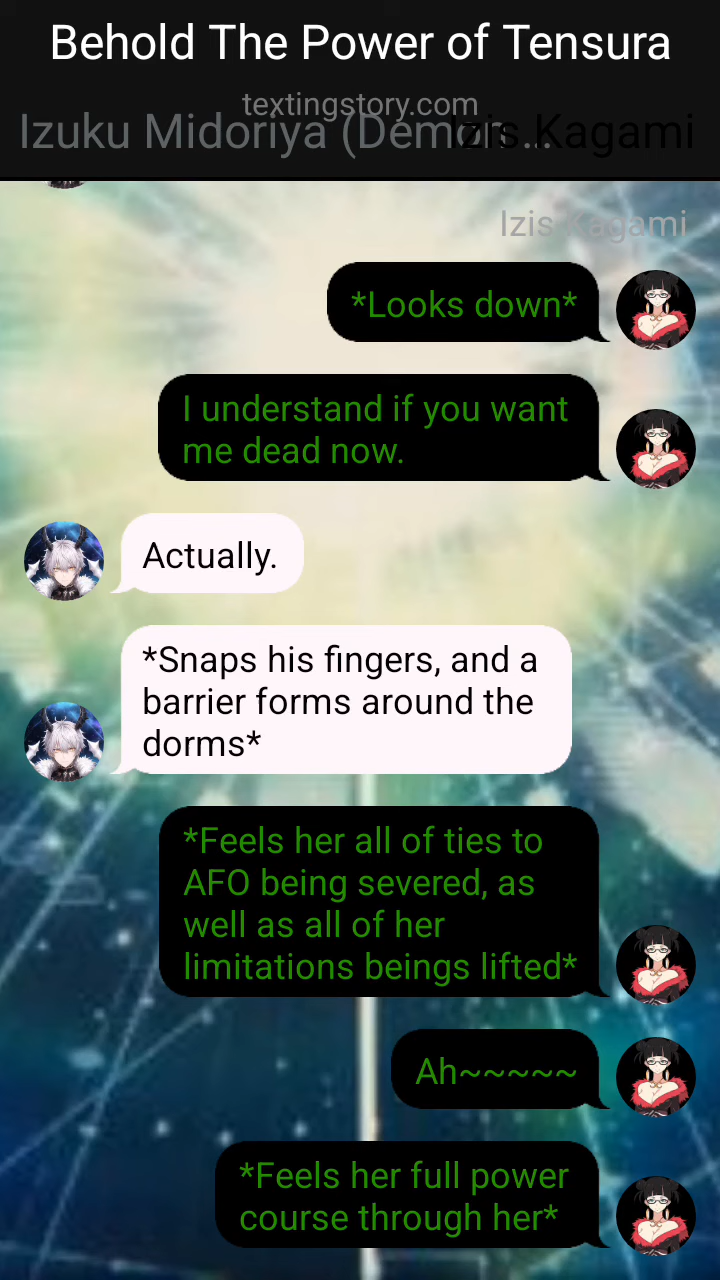 Behold The Power of Tensura
textingstory.com
Izuku Midoriya (Demon ...
Izis Kagami
Izis Kagami
*Looks down*
I understand if you want
me dead now.
Actually.
*Snaps his fingers, and a
barrier forms around the
dorms*
*Feels her all of ties to
AFO being severed, as
well as all of her
limitations beings lifted*
Ah~~~~~
*Feels her full power
course through her*